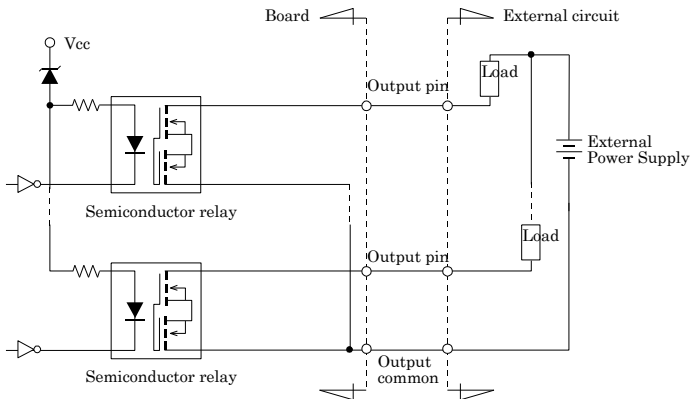 Board
External circuit
Vcc
Load
Output pin
External
Power Supply
Semiconductor relay
Load
Output pin
Output
common
Semiconductor relay